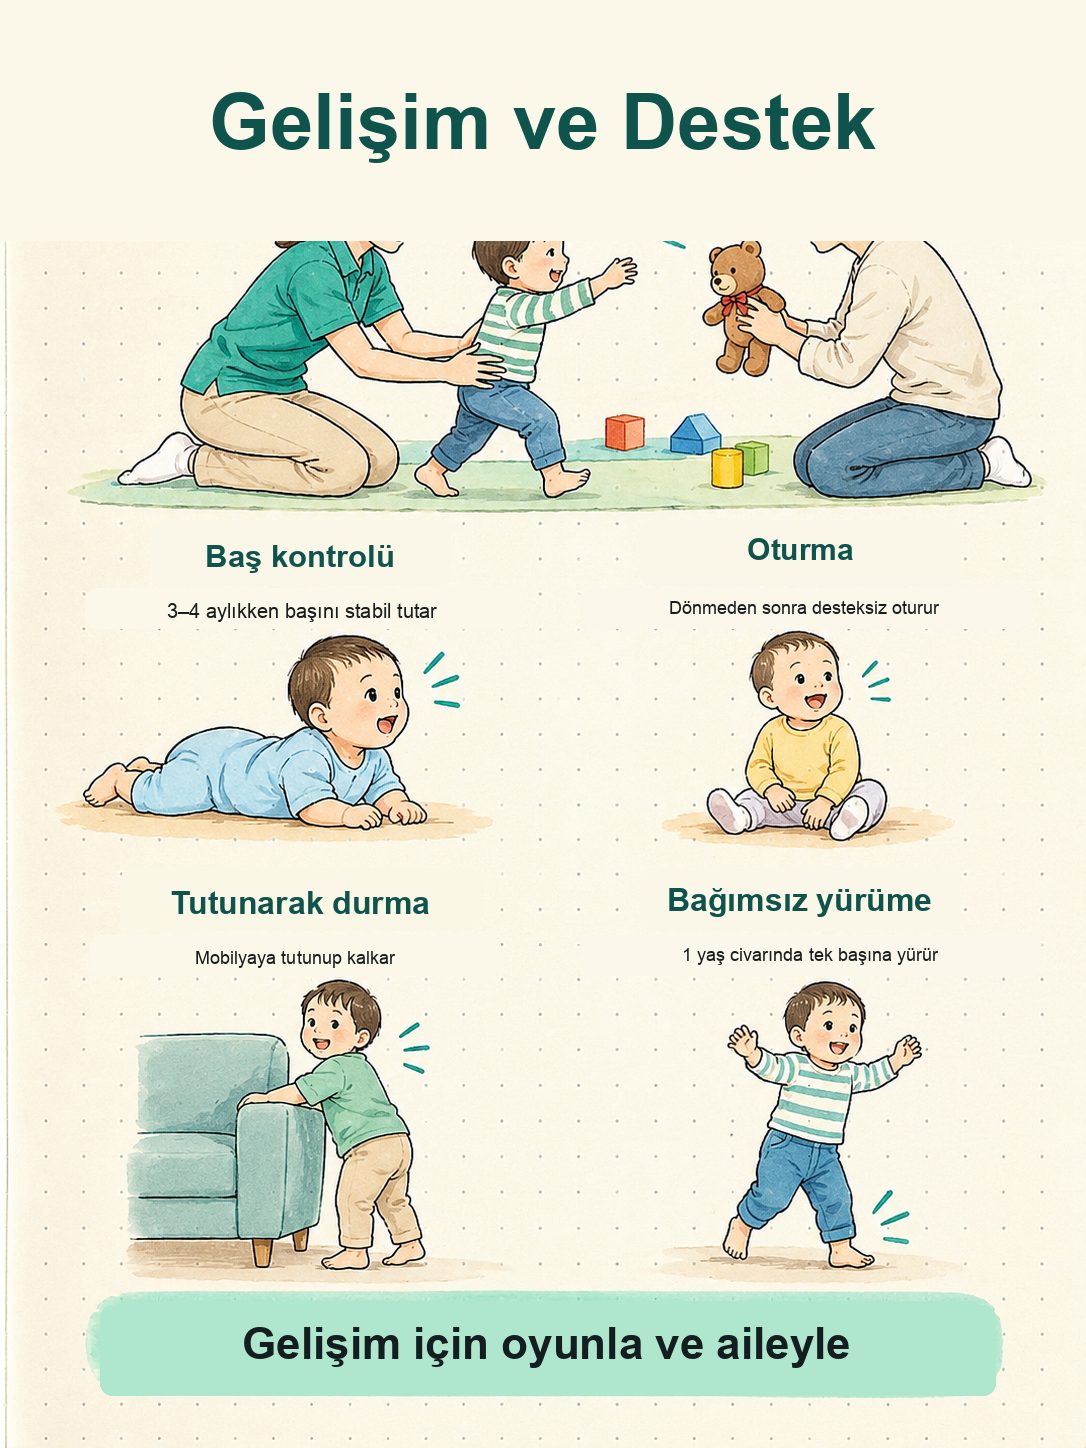 Gelişim ve Destek
Baş kontrolü
3–4 aylıkken başını stabil tutar
Oturma
Dönmeden sonra desteksiz oturur
Tutunarak durma
Mobilyaya tutunup kalkar
Bağımsız yürüme
1 yaş civarında tek başına yürür
Gelişim için oyunla ve aileyle